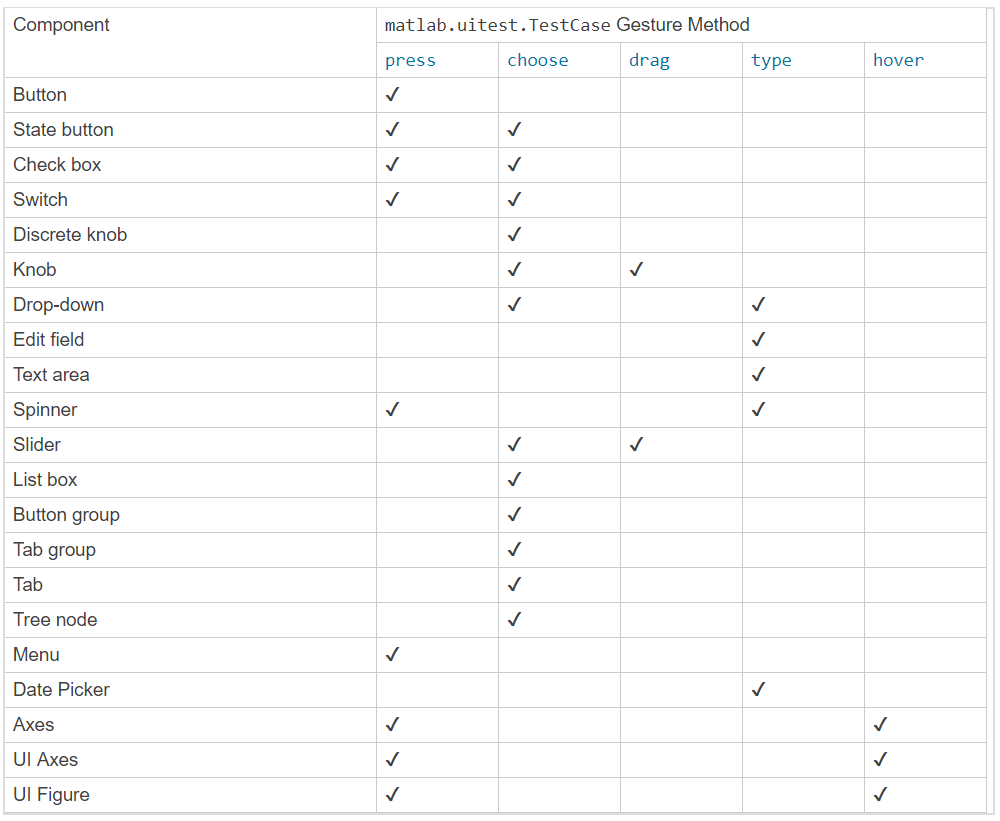 Component matlab.uitest.TestCase Gesture Method
press choose drag type hover
Button ✓
State button ✓ ✓
Check box ✓ ✓
Switch ✓ ✓
Discrete knob ✓
Knob ✓ ✓
Drop-down ✓ ✓
Edit field ✓
Text area ✓
Spinner ✓ ✓
Slider ✓ ✓
List box ✓
Button group ✓
Tab group ✓
Tab ✓
Tree node ✓
Menu ✓
Date Picker ✓
Axes ✓ ✓
UI Axes ✓ ✓
UI Figure ✓ ✓